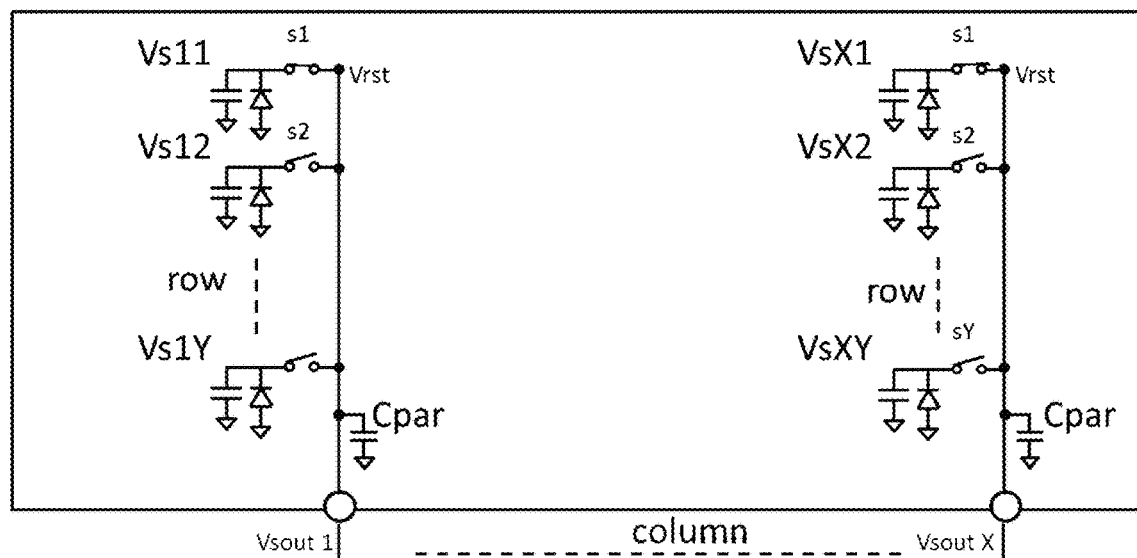 s1
Vs11
Vrst
s2
Vs12
row
Vs1Y
Cpar
Vsout 1
s1
VsX1
Vrst
s2
VsX2
row
sY
VsXY
Cpar
column
Vsout X